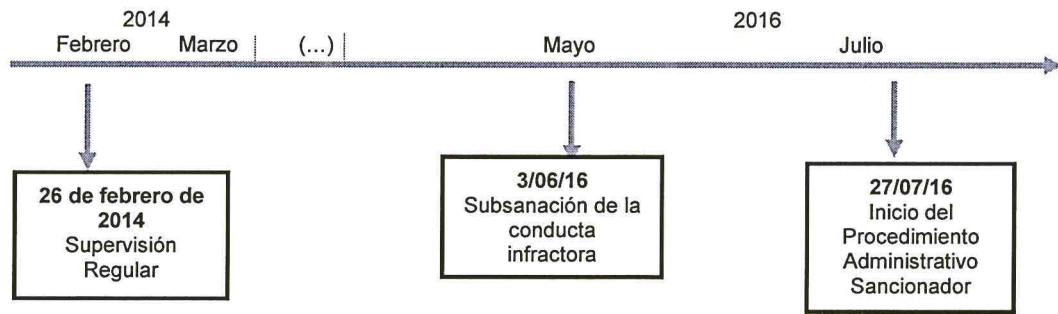 2014
2016
Febrero
Marzo
(...)
Mayo
Julio
26 de febrero de
2014
Supervisión
Regular
3/06/16
Subsanación de la
conducta
infractora
27/07/16
Inicio del
Procedimiento
Administrativo
Sancionador